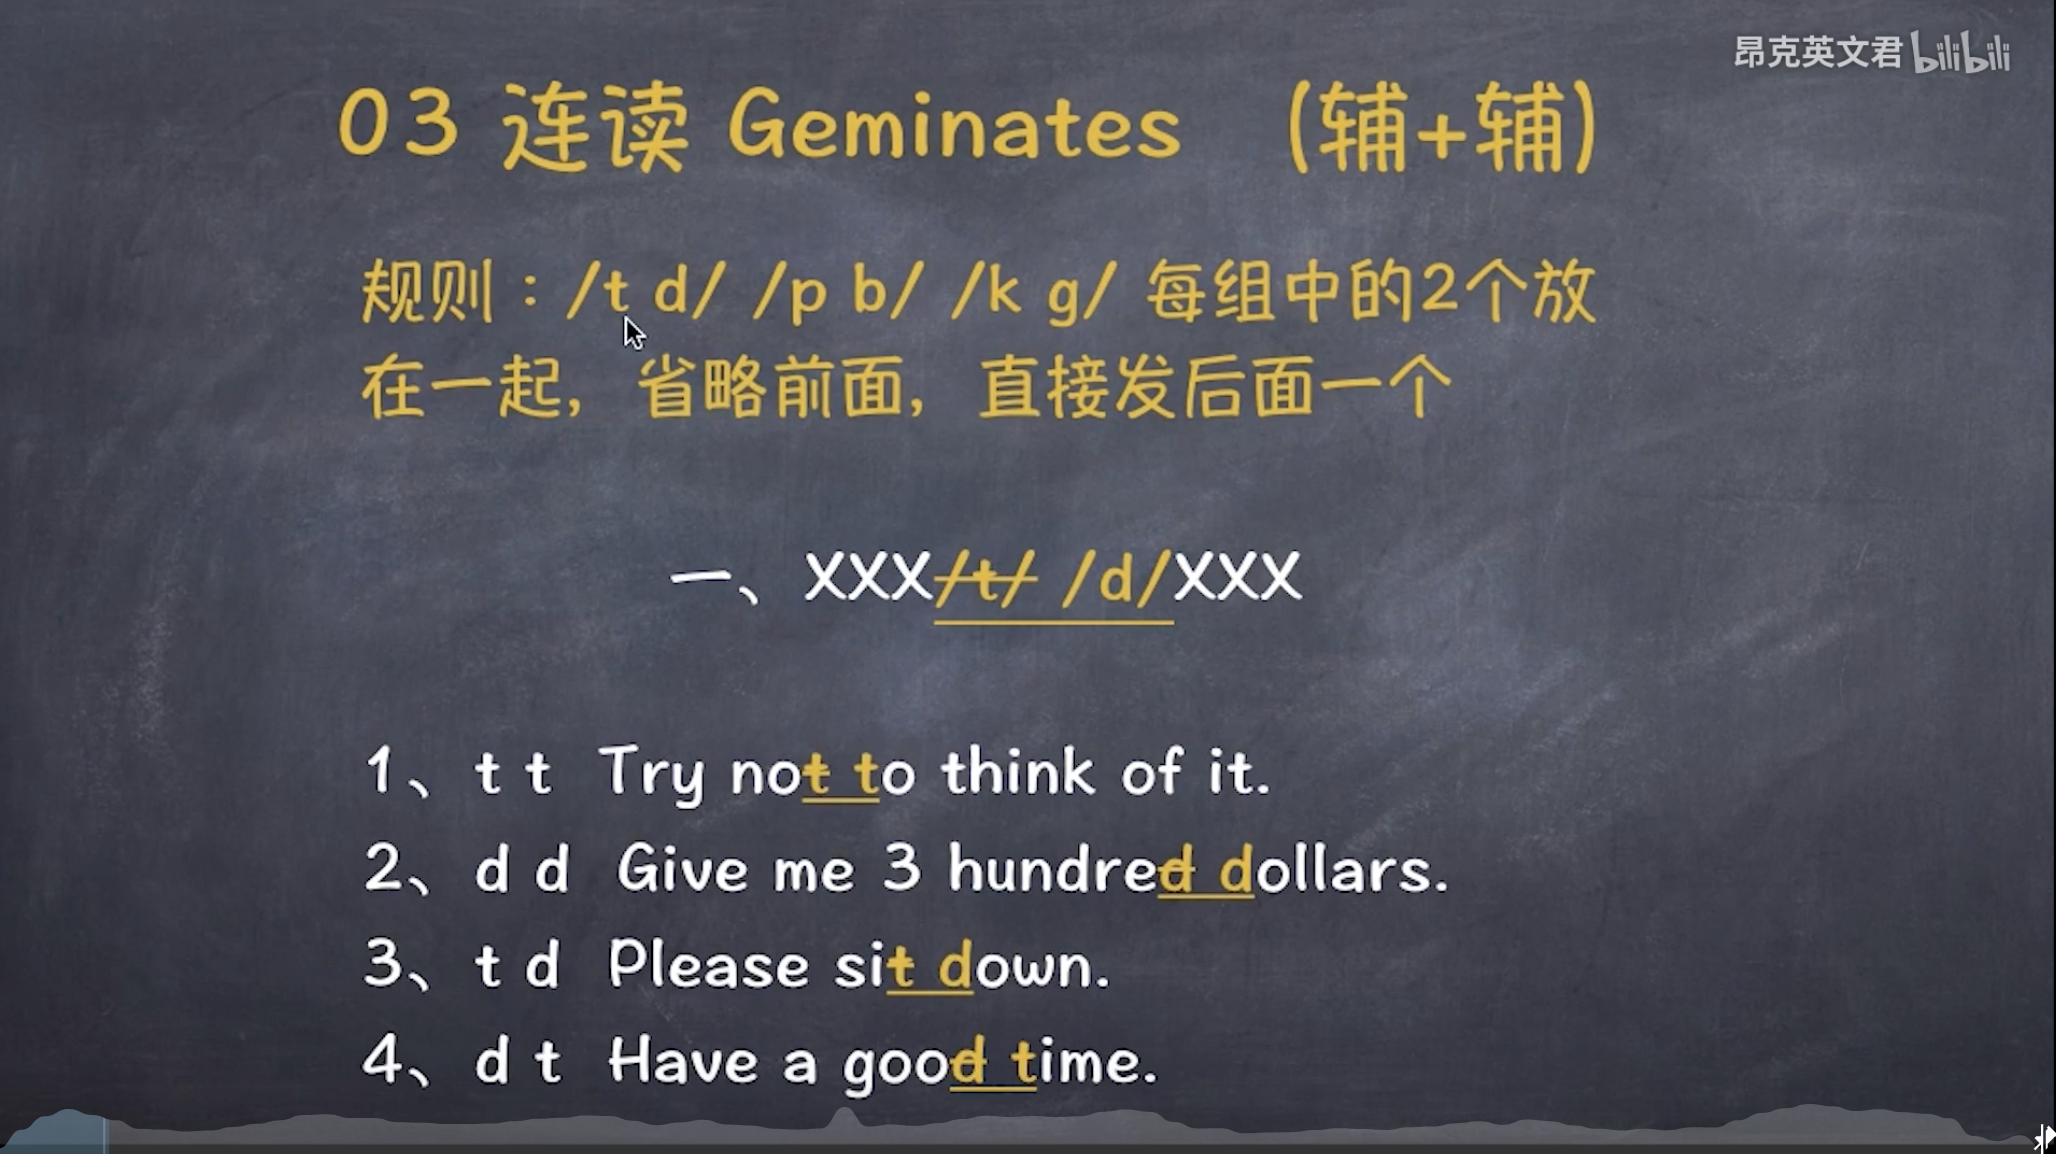 昂克英文君 bilibili
03 连读 Geminates (辅+辅)
规则：/t d/ /p b/ /k g/ 每组中的2个放
在一起，省略前面，直接发后面一个
一、XXX/t/ /d/XXX
1、 t t Try not to think of it.
2、 d d Give me 3 hundred dollars.
3、 t d Please sit down.
4、 d t Have a good time.